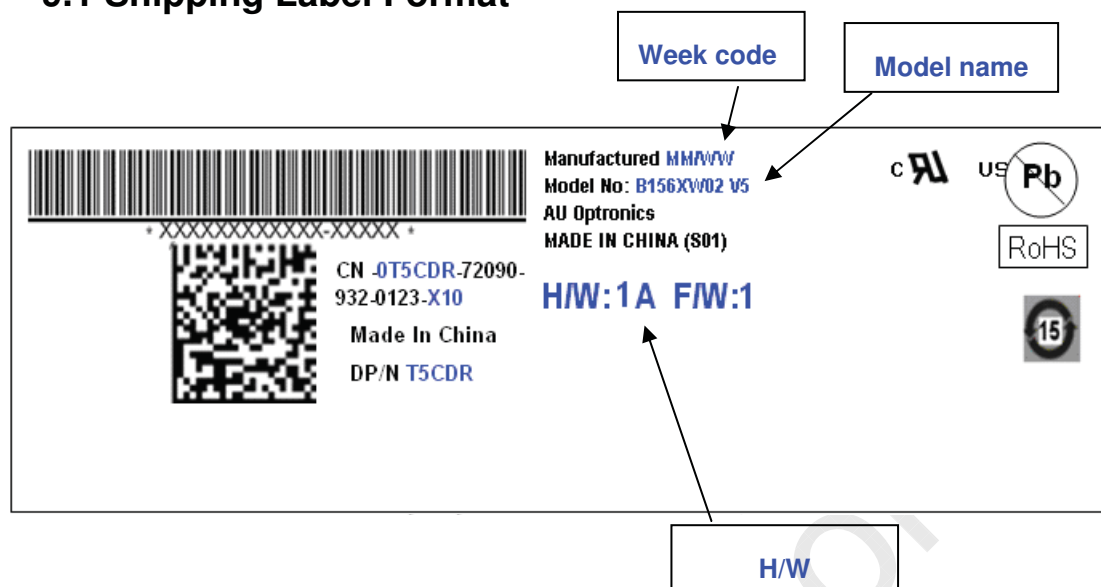 Shipping Label Format
Week code
Model name
Manufactured MM/WW
Model No: B156XW02 V5
AU Optronics
MADE IN CHINA (S01)
* XXXXXXXXXXXX-XXXXX *
CN -0T5CDR-72090-
932-0123-X10
Made In China
DP/N T5CDR
H/W:1A F/W:1
c RU US
Pb
RoHS
15
H/W